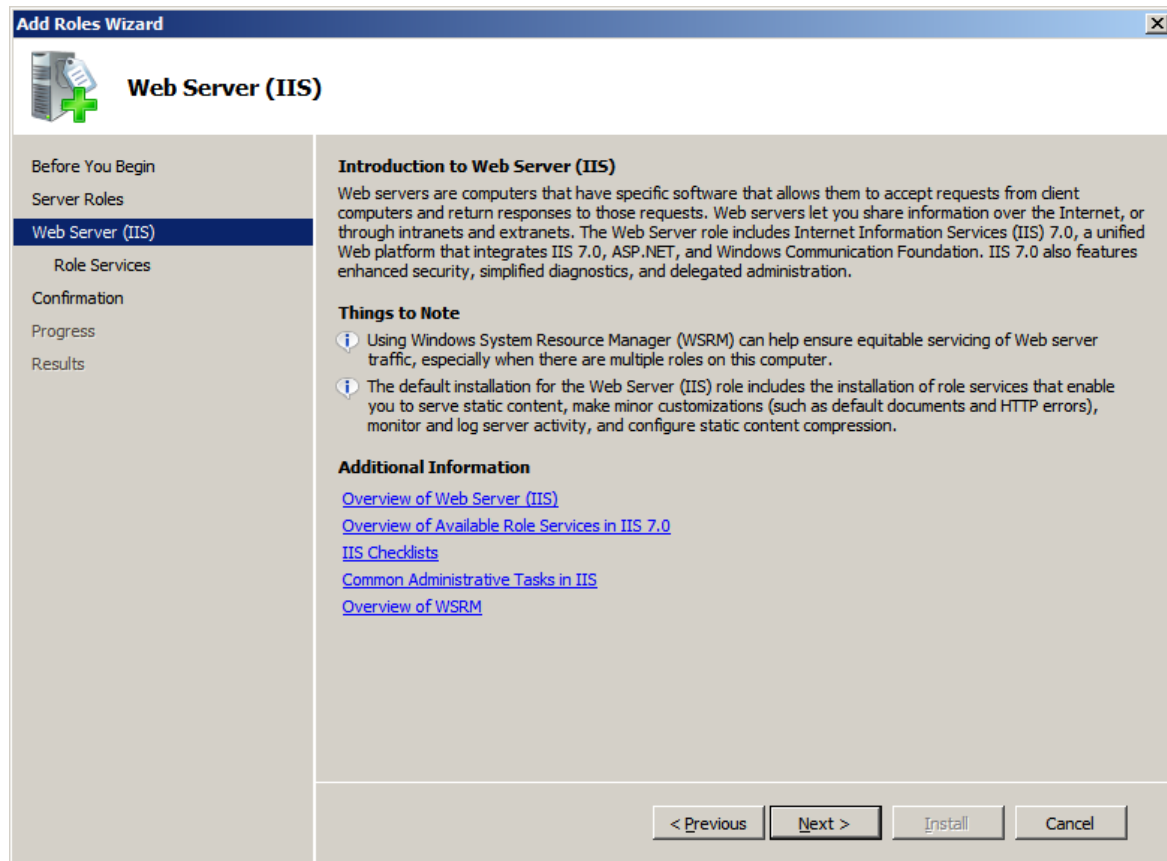 Add Roles Wizard
Web Server (IIS)
Before You Begin
Server Roles
Web Server (IIS)
Role Services
Confirmation
Progress
Results
Introduction to Web Server (IIS)
Web servers are computers that have specific software that allows them to accept requests from client
computers and return responses to those requests. Web servers let you share information over the Internet, or
through intranets and extranets. The Web Server role includes Internet Information Services (IIS) 7.0, a unified
Web platform that integrates IIS 7.0, ASP.NET, and Windows Communication Foundation. IIS 7.0 also features
enhanced security, simplified diagnostics, and delegated administration.
Things to Note
Using Windows System Resource Manager (WSRM) can help ensure equitable servicing of Web server
traffic, especially when there are multiple roles on this computer.
The default installation for the Web Server (IIS) role includes the installation of role services that enable
you to serve static content, make minor customizations (such as default documents and HTTP errors),
monitor and log server activity, and configure static content compression.
Additional Information
Overview of Web Server (IIS)
Overview of Available Role Services in IIS 7.0
IIS Checklists
Common Administrative Tasks in IIS
Overview of WSRM
< Previous Next > Install Cancel